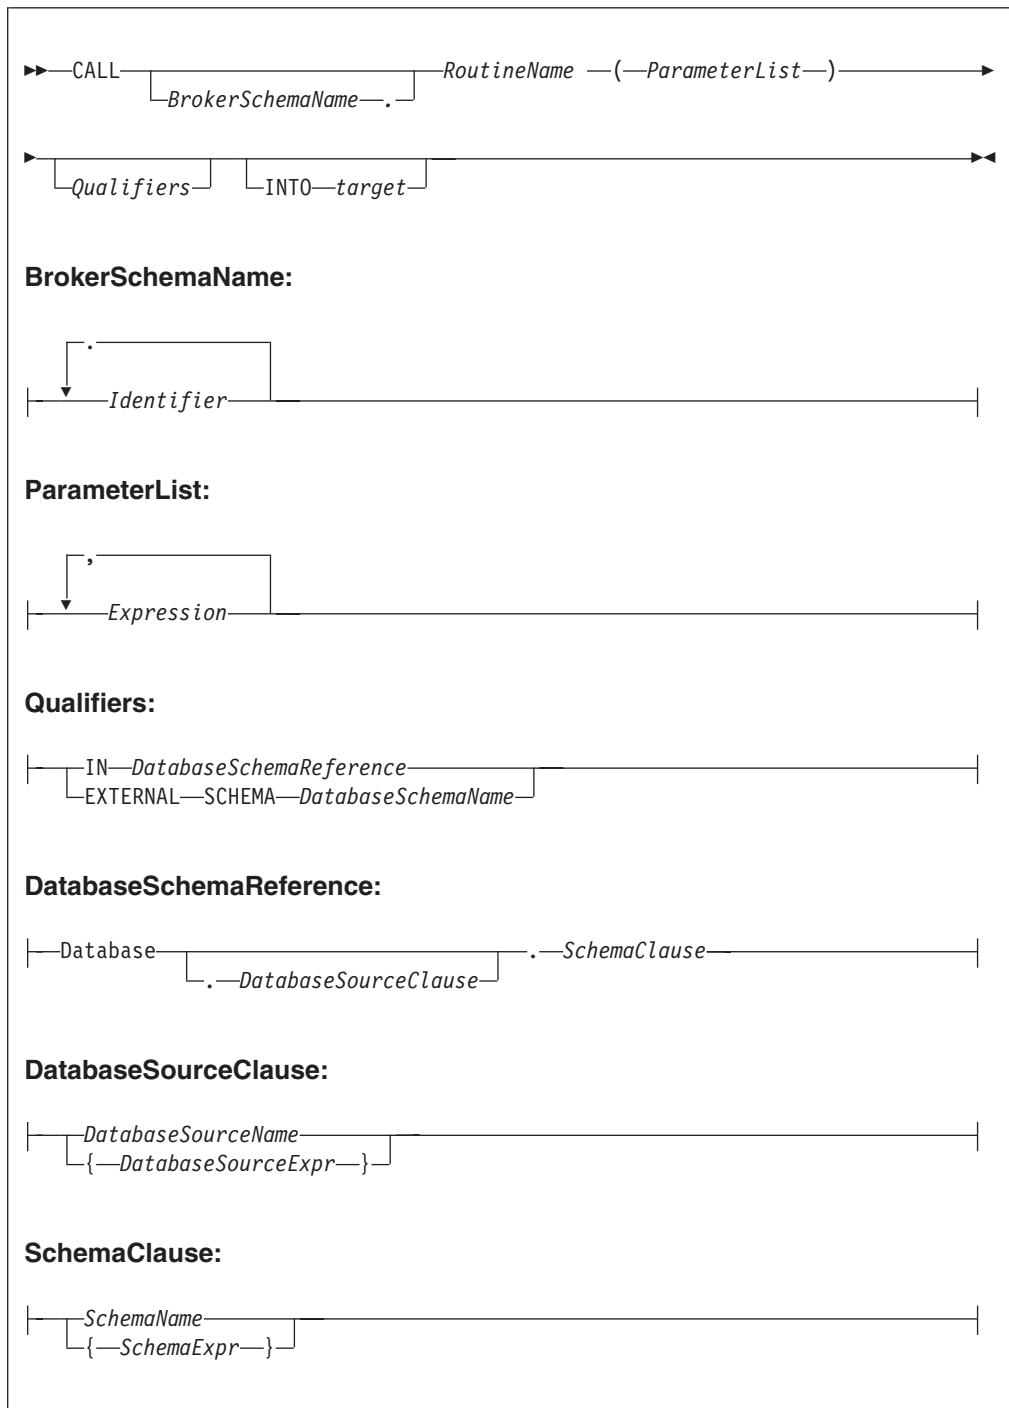 CALL RoutineName ( ParameterList )
BrokerSchemaName .
Qualifiers INTO target
BrokerSchemaName:
.
Identifier
ParameterList:
,
Expression
Qualifiers:
IN DatabaseSchemaReference
EXTERNAL SCHEMA DatabaseSchemaName
DatabaseSchemaReference:
Database . SchemaClause
. DatabaseSourceClause
DatabaseSourceClause:
DatabaseSourceName
{ DatabaseSourceExpr }
SchemaClause:
SchemaName
{ SchemaExpr }